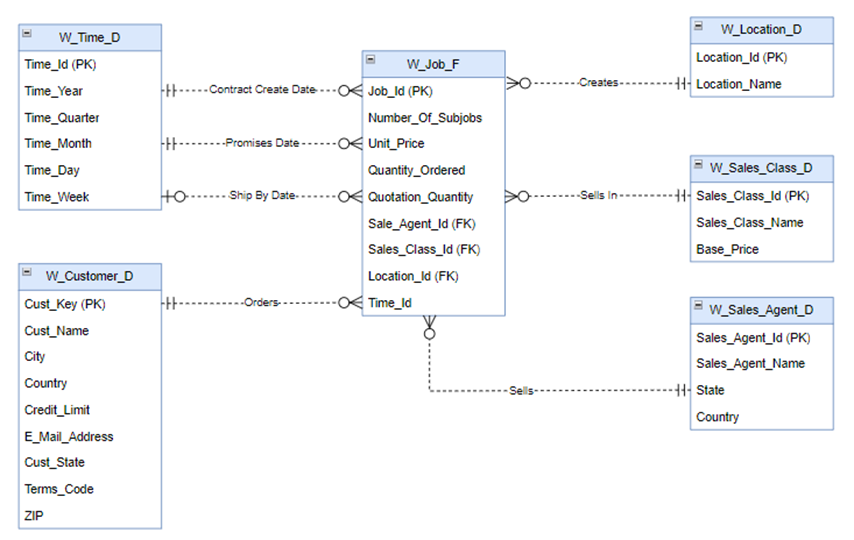 W_Time_D
Time_Id (PK)
Time_Year
Time_Quarter
Time_Month
Time_Day
Time_Week
Contract Create Date
Promises Date
Ship By Date
W_Customer_D
Cust_Key (PK)
Cust_Name
City
Country
Credit_Limit
E_Mail_Address
Cust_State
Terms_Code
ZIP
Orders
W_Job_F
Job_Id (PK)
Number_Of_Subjobs
Unit_Price
Quantity_Ordered
Quotation_Quantity
Sale_Agent_Id (FK)
Sales_Class_Id (FK)
Location_Id (FK)
Time_Id
Creates
Sells In
Sells
W_Location_D
Location_Id (PK)
Location_Name
W_Sales_Class_D
Sales_Class_Id (PK)
Sales_Class_Name
Base_Price
W_Sales_Agent_D
Sales_Agent_Id (PK)
Sales_Agent_Name
State
Country